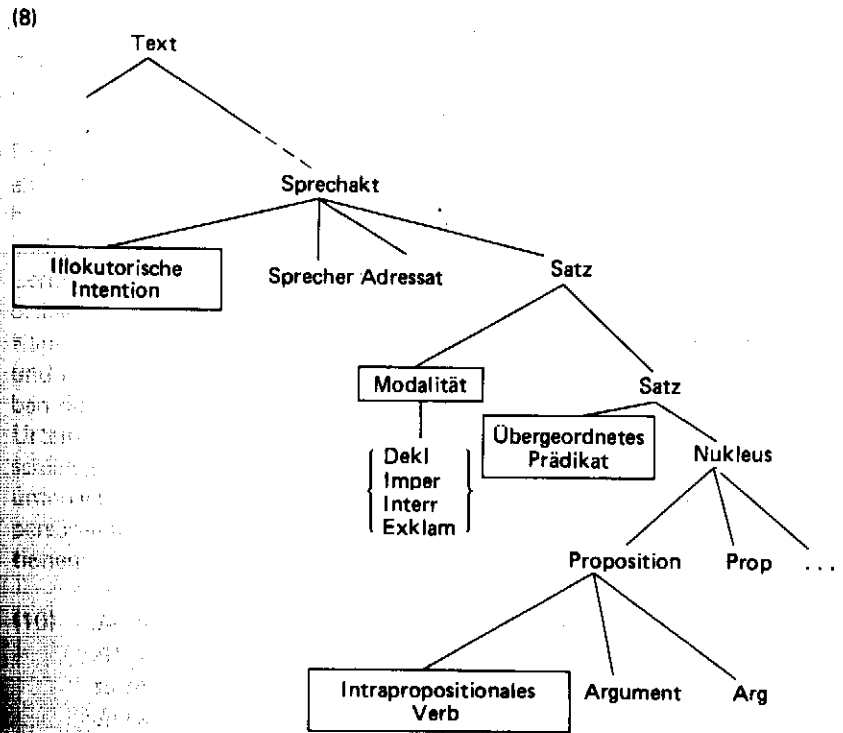 (8)
Text
Sprechakt
Illokutorische
Intention
Sprecher Adressat
Satz
Modalität
Satz
Dekl
Imper
Interr
Exklam
Übergeordnetes
Prädikat
Nukleus
Proposition
Prop
...
Intrapropositionales
Verb
Argument
Arg